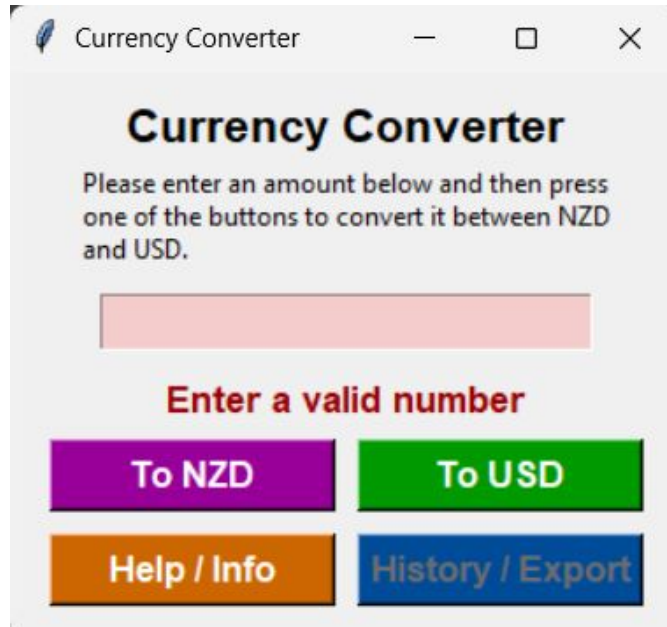 Currency Converter
Currency Converter
Please enter an amount below and then press
one of the buttons to convert it between NZD
and USD.
Enter a valid number
To NZD To USD
Help / Info History / Export